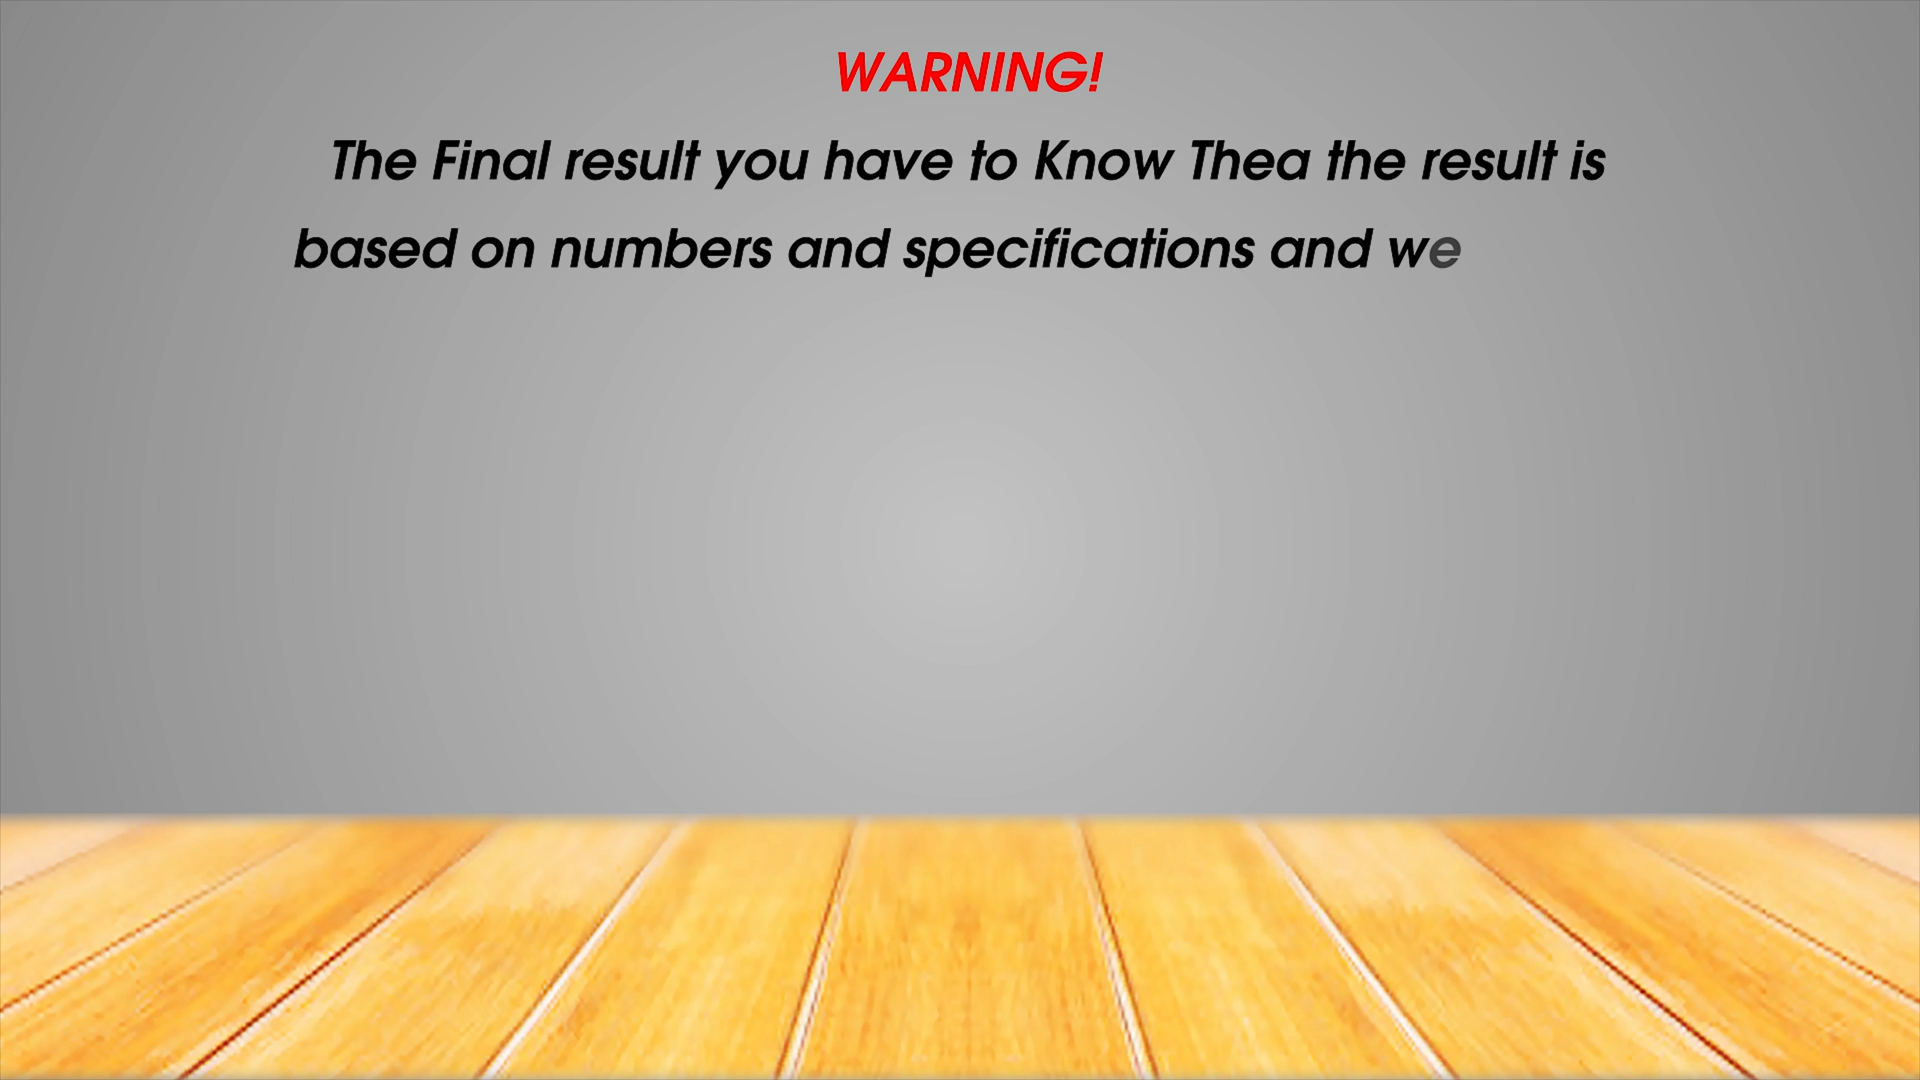 WARNING!
The Final result you have to Know Thea the result is
based on numbers and specifications and we